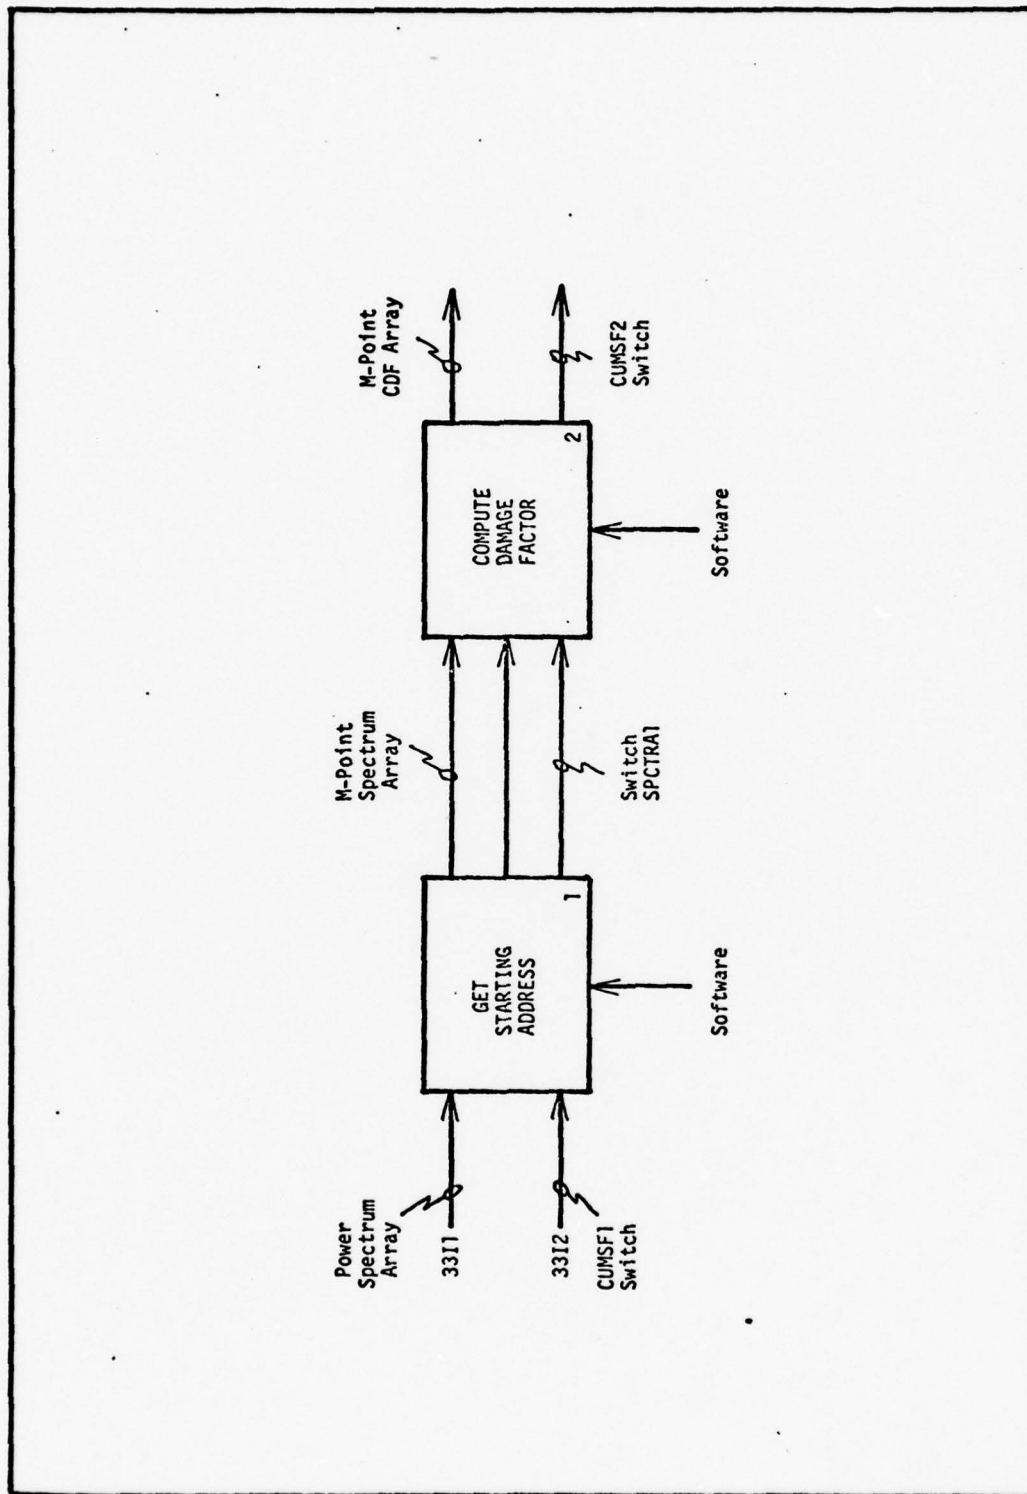 Power
Spectrum
Array
33I1
33I2
CUMSF1
Switch
GET
STARTING
ADDRESS
1
Software
M-Point
Spectrum
Array
Switch
SPCTRA1
COMPUTE
DAMAGE
FACTOR
2
Software
M-Point
CDF Array
CUMSF2
Switch